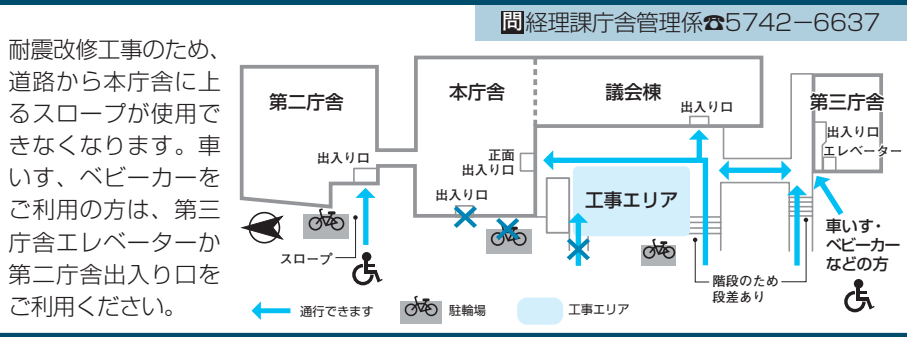 問経理課庁舎管理係☎5742−6637
耐震改修工事のため、
道路から本庁舎に上
るスロープが使用で
きなくなります。車
いす、ベビーカーを
ご利用の方は、第三
庁舎エレベーターか
第二庁舎出入り口を
ご利用ください。
第二庁舎
本庁舎
議会棟
第三庁舎
出入り口
出入り口
エレベーター
出入り口
正面
出入り口
出入り口
工事エリア
スロープ
階段のため
段差あり
車いす・
ベビーカー
などの方
通行できます
駐輪場
工事エリア